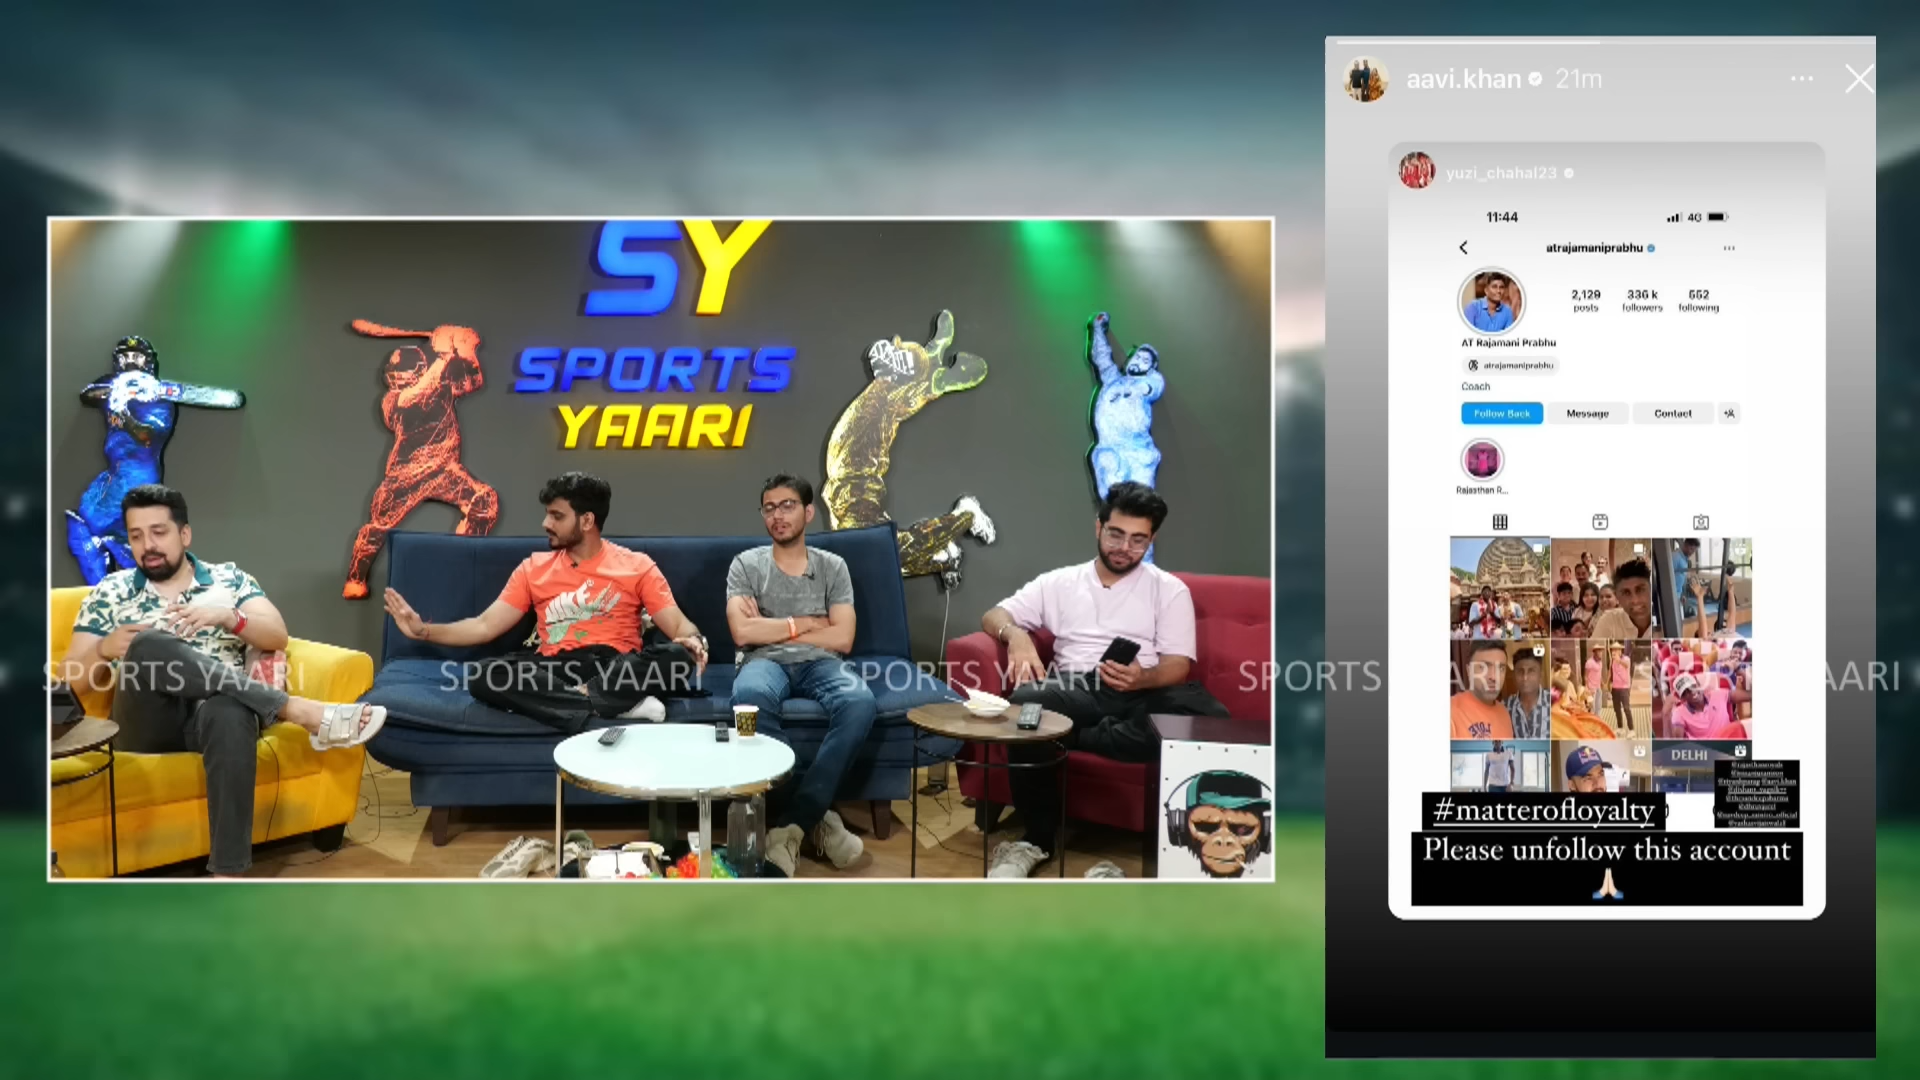 SY
SPORTS
YAARI
SPORTS YAARI
SPORTS YAARI
SPORTS YAARI
SPORTS YAARI
aavi.khan 21m
yuzi_chahal23
11:44
4G
atrajamaniprabhu
2,129
posts
336 k
followers
552
following
AT Rajamani Prabhu
atrajamaniprabhu
Coach
Follow Back
Message
Contact
Rajasthan R...
DELHI
#matterofloyalty
Please unfollow this account